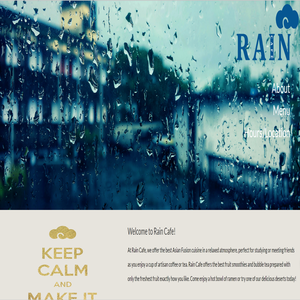 RAIN
About
Menu
Hours/Location
Welcome to Rain Cafe!
At Rain Cafe, we offer the best Asian Fusion cuisine in a relaxed atmosphere, perfect for studying or meeting friends
as you enjoy a cup of artisan coffee or tea. Rain Cafe offers the best fruit smoothies and bubble tea prepared with
only the freshest fruit exactly how you like. Come enjoy a hot bowl of ramen or try one of our delicious deserts today!
KEEP
CALM
AND
MAKE IT